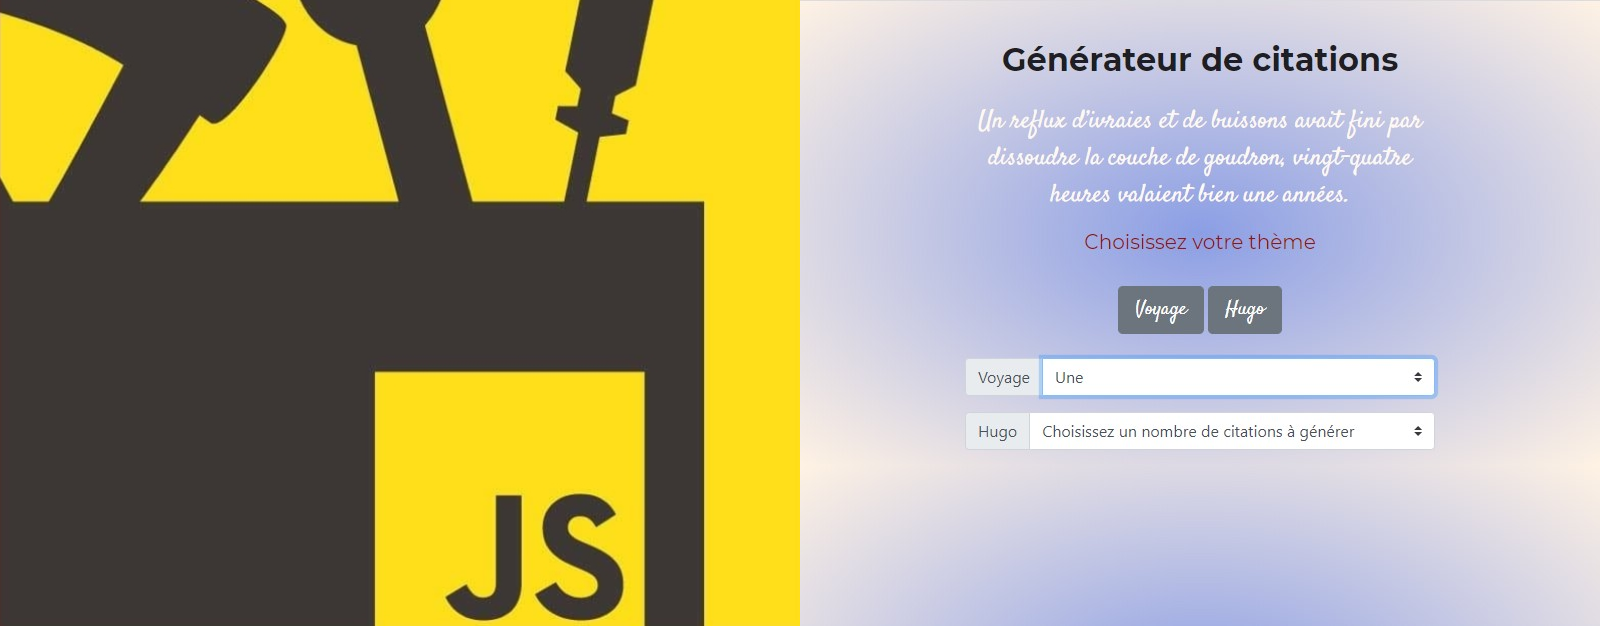 JS
Générateur de citations
Un reflux d'ivraies et de buissons avait fini par
dissoudre la couche de goudron, vingt-quatre
heures valaient bien une années.
Choisissez votre thème
Voyage Hugo
Voyage Une
Hugo Choisissez un nombre de citations à générer